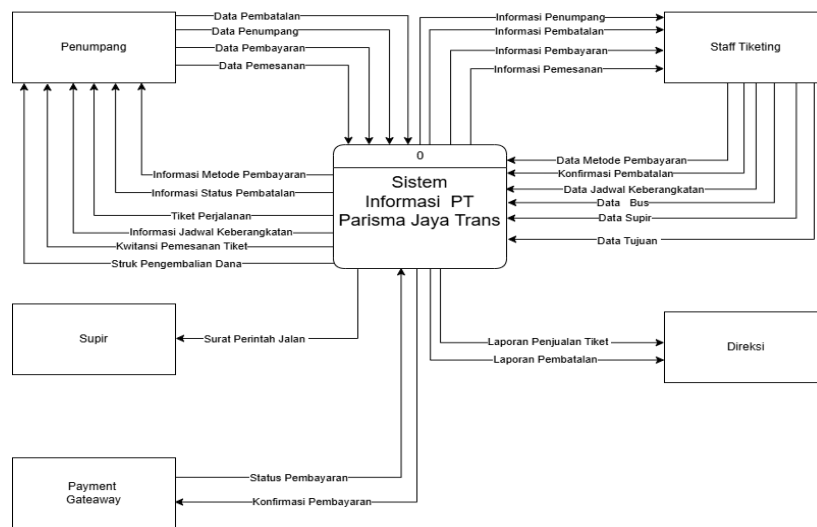 Data Pembatalan
Data Penumpang
Data Pembayaran
Data Pemesanan
Penumpang
Informasi Penumpang
Informasi Pembatalan
Informasi Pembayaran
Informasi Pemesanan
Staff Tiketing
0
Sistem
Informasi PT
Parisma Jaya Trans
Informasi Metode Pembayaran
Informasi Status Pembatalan
Tiket Perjalanan
Informasi Jadwal Keberangkatan
Kwitansi Pemesanan Tiket
Struk Pengembalian Dana
Data Metode Pembayaran
Konfirmasi Pembatalan
Data Jadwal Keberangkatan
Data Bus
Data Supir
Data Tujuan
Supir
Surat Perintah Jalan
Laporan Penjualan Tiket
Laporan Pembatalan
Direksi
Payment
Gateaway
Status Pembayaran
Konfirmasi Pembayaran